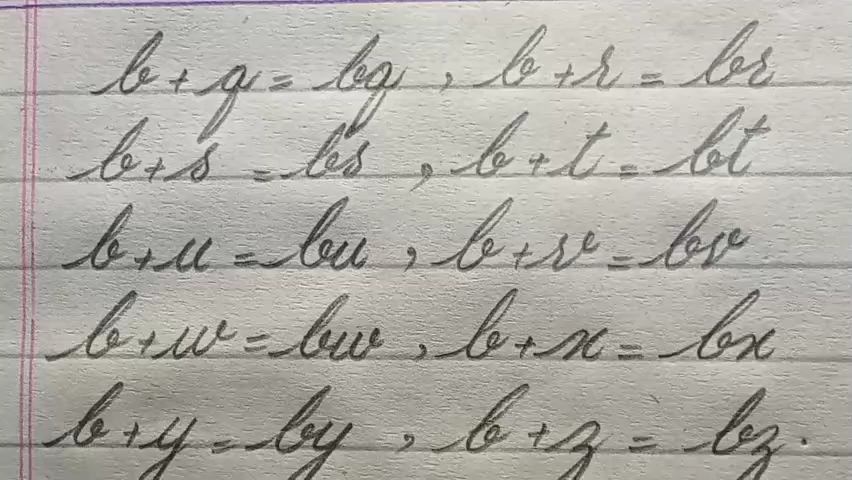 b+q = bq , b+r = br
b+s = bs , b+t = bt
b+u = bu , b+v = bv
b+w = bw , b+x = bx
b+y = by , b+z = bz.